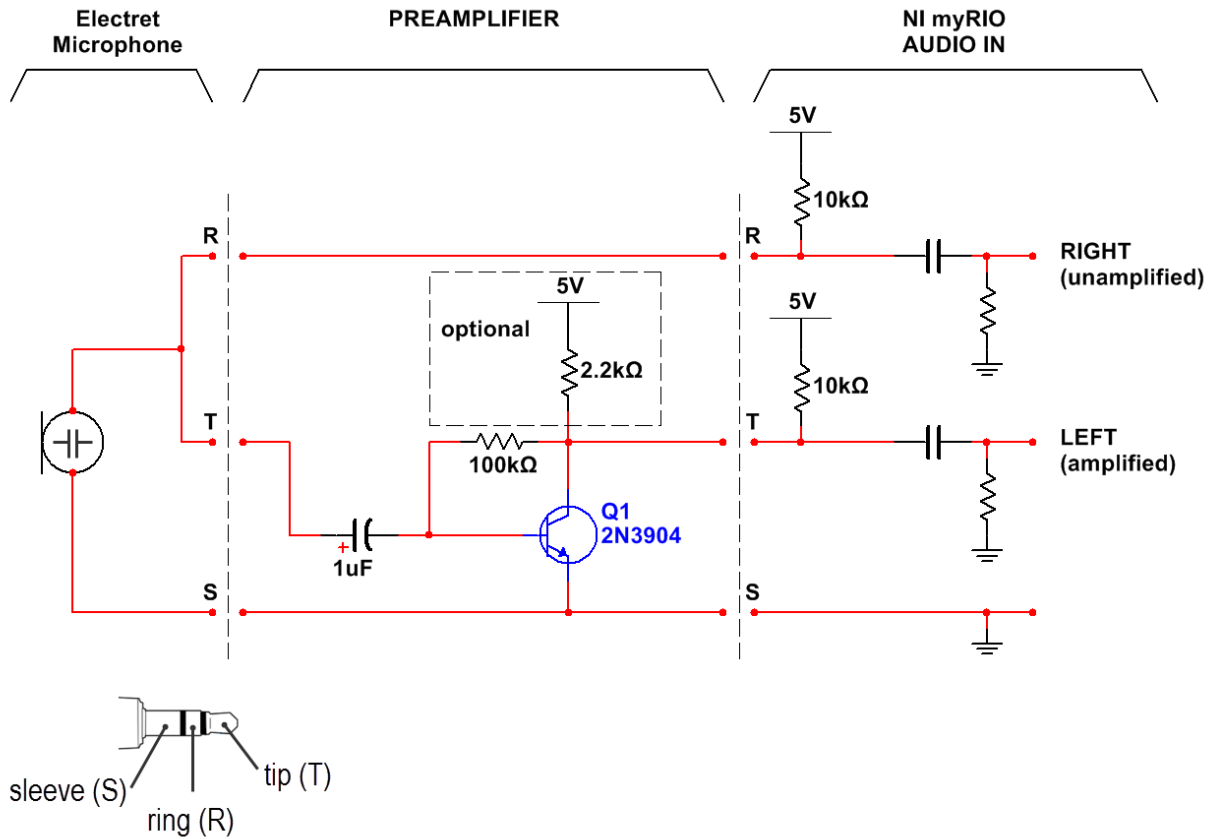 Electret
Microphone
PREAMPLIFIER
NI myRIO
AUDIO IN
5V
10kΩ
R
R
RIGHT
(unamplified)
5V
optional
2.2kΩ
5V
10kΩ
T
T
100kΩ
LEFT
(amplified)
Q1
2N3904
+
1uF
S
S
sleeve (S)
ring (R)
tip (T)